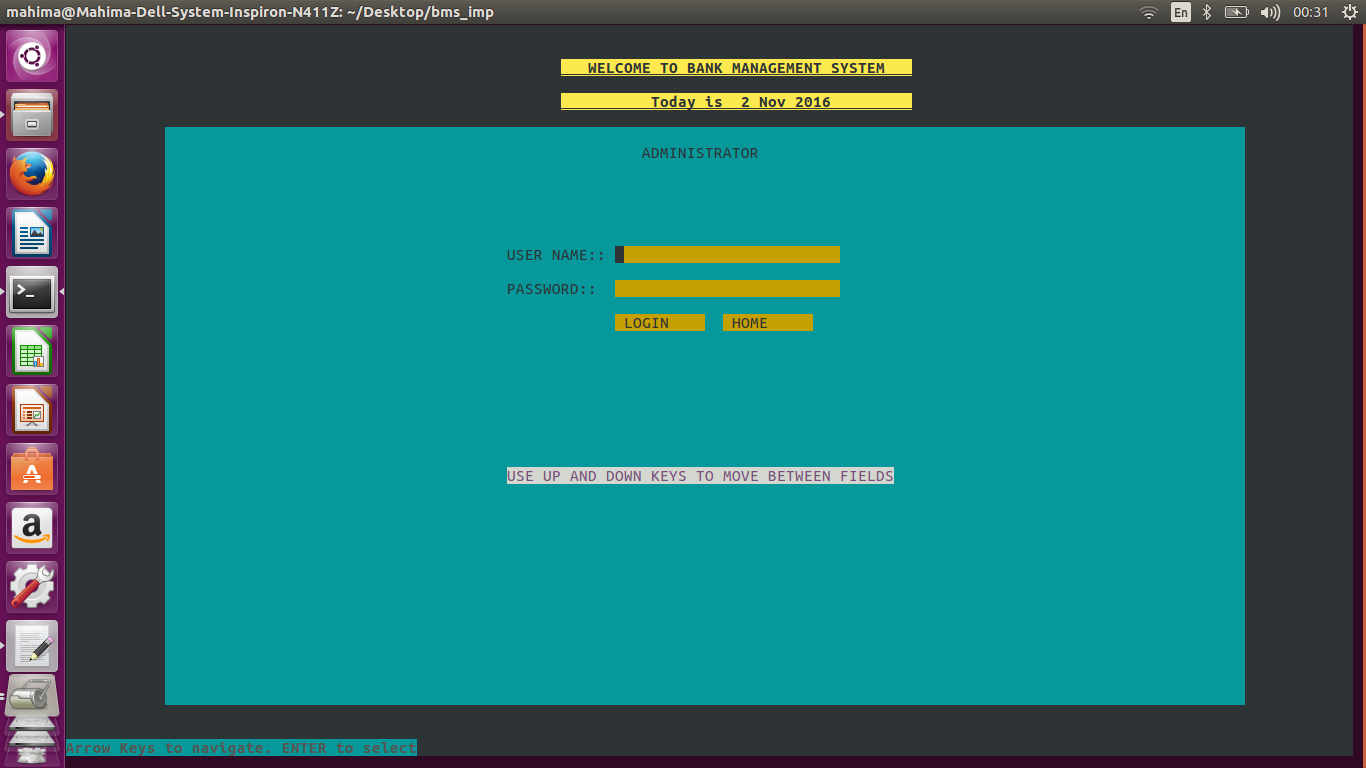 mahima@Mahima-Dell-System-Inspiron-N411Z: ~/Desktop/bms_imp
En
00:31
WELCOME TO BANK MANAGEMENT SYSTEM
Today is  2 Nov 2016
ADMINISTRATOR
USER NAME::
PASSWORD::
LOGIN HOME
USE UP AND DOWN KEYS TO MOVE BETWEEN FIELDS
Arrow Keys to navigate. ENTER to select